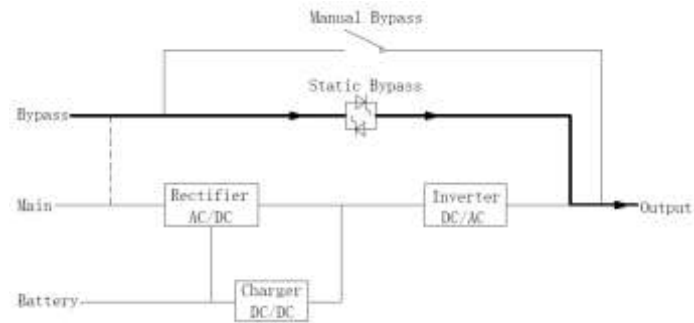 Manual Bypass
Static Bypass
Bypass
Main
Rectifier
AC/DC
Inverter
DC/AC
Output
Battery
Charger
DC/DC